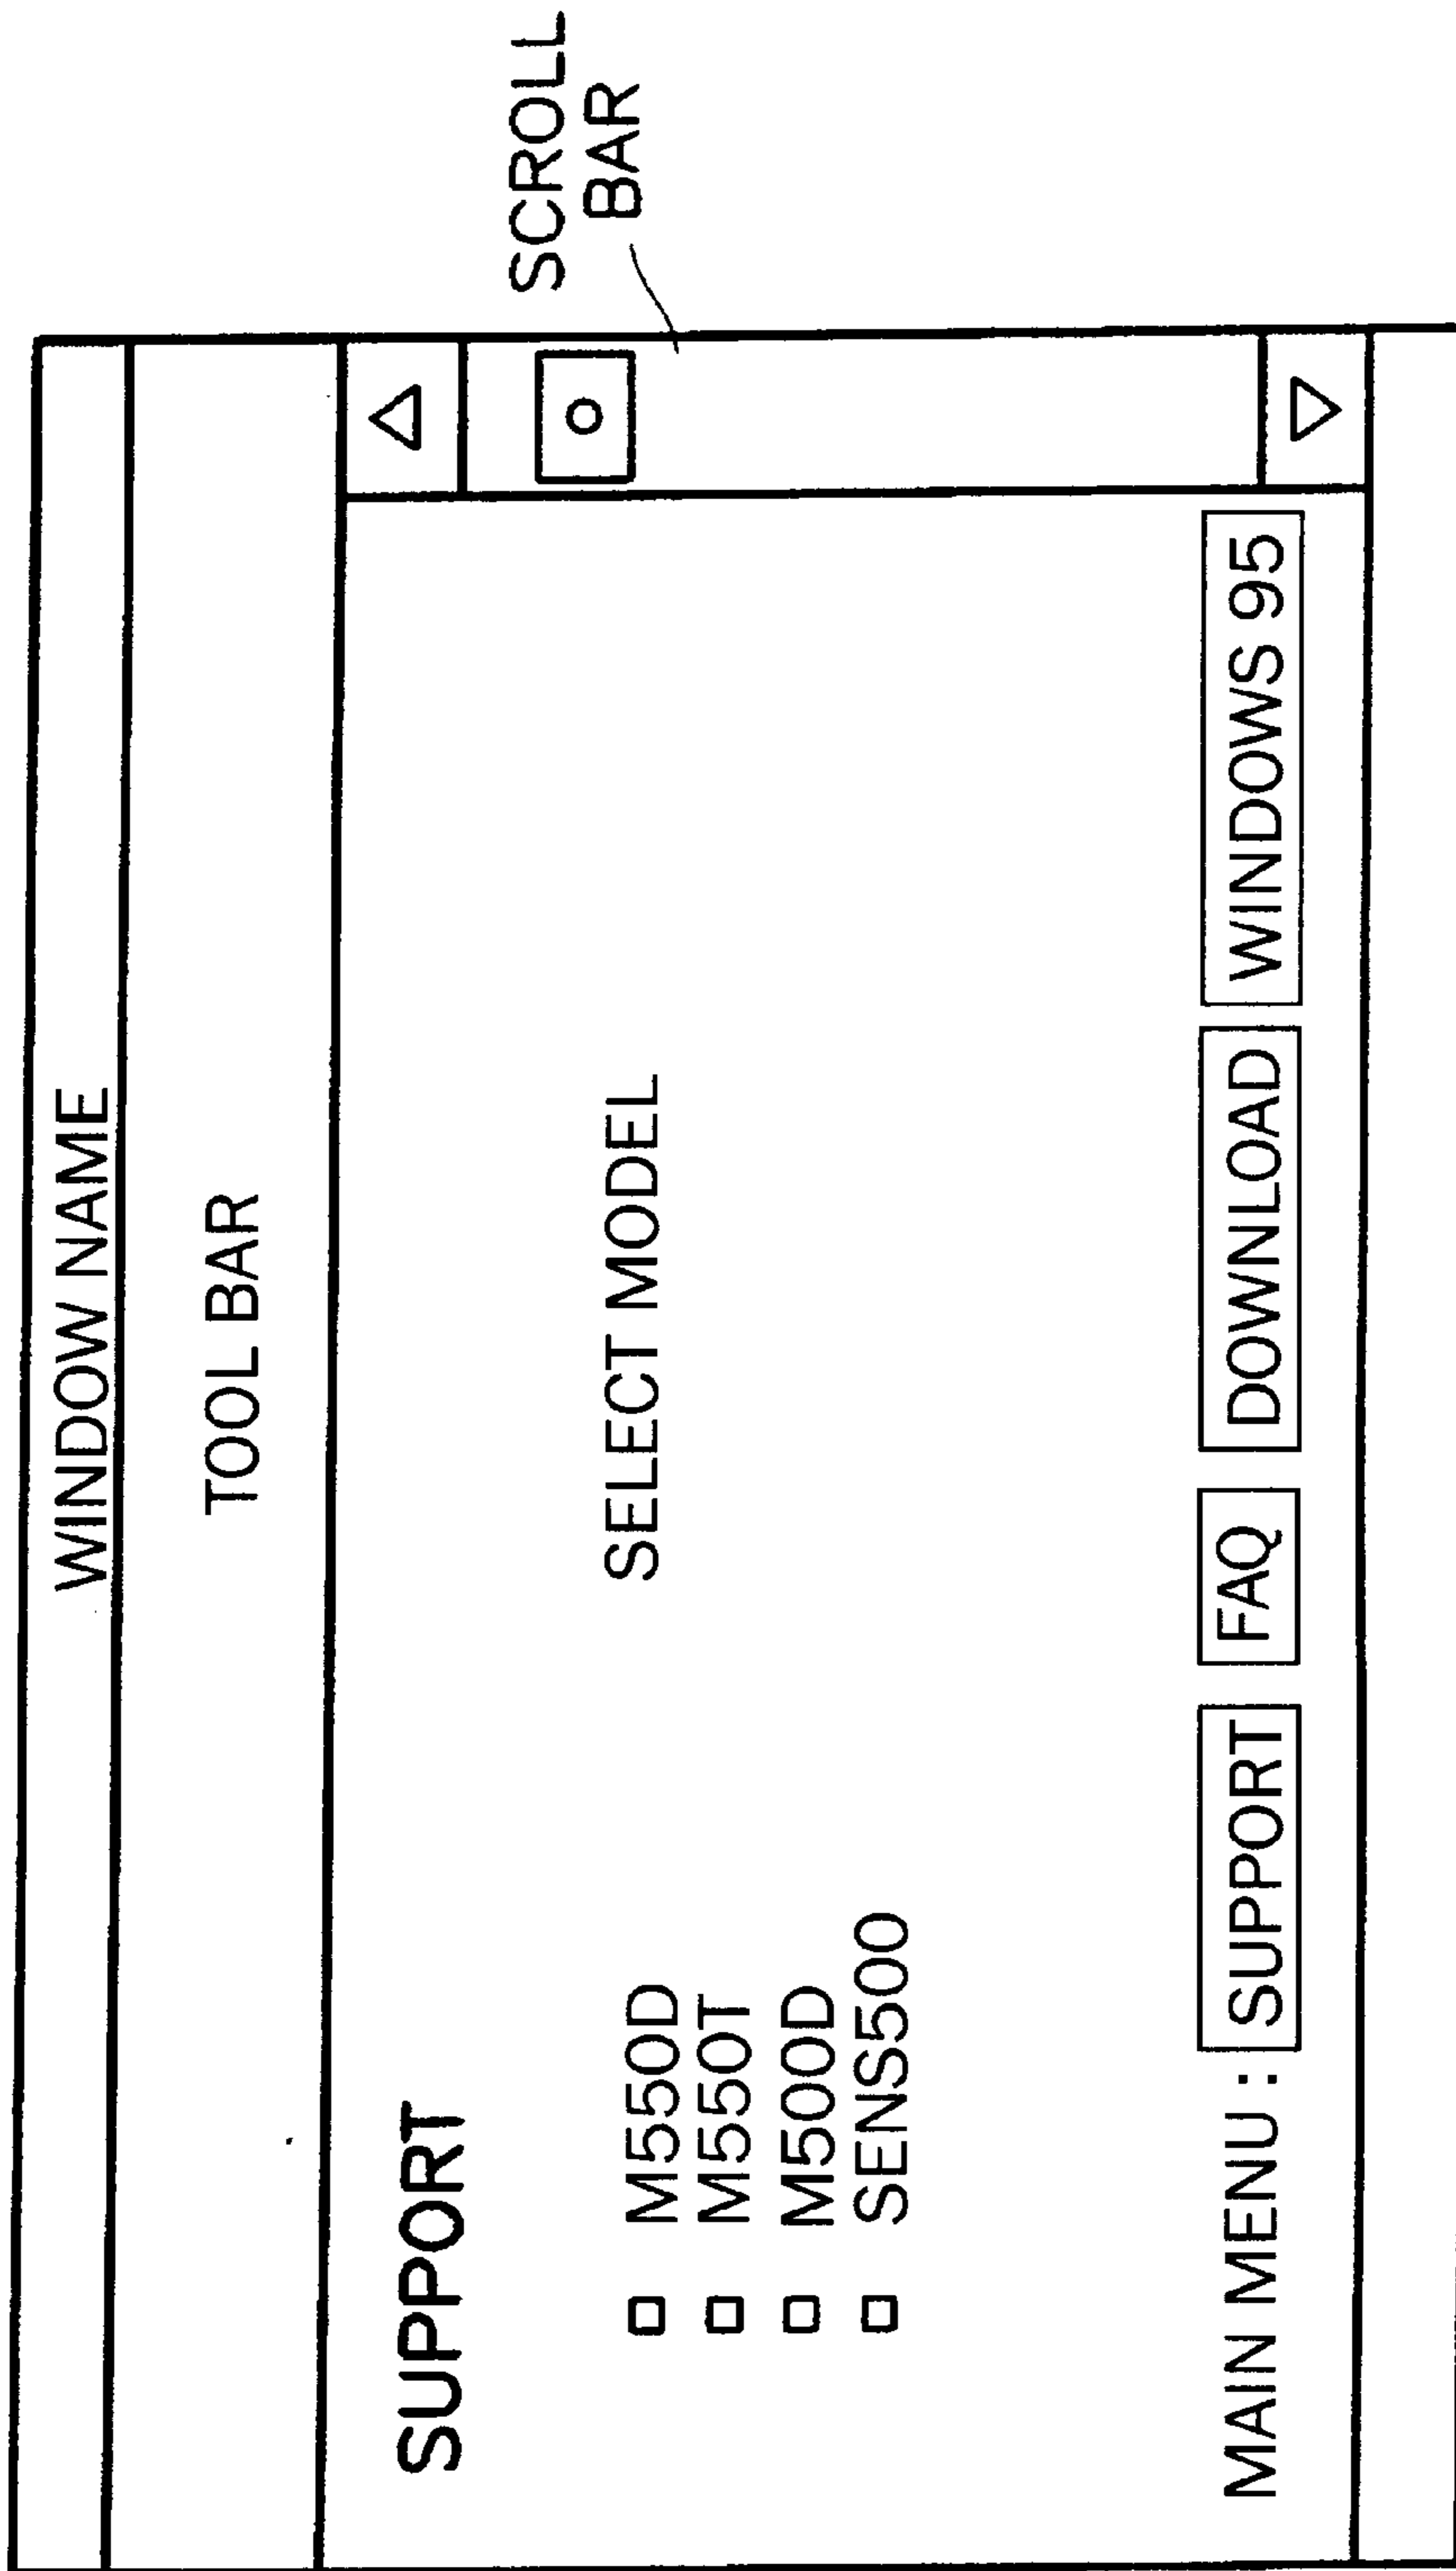 WINDOW NAME
TOOL BAR
SCROLL
BAR
SUPPORT
SELECT MODEL
M550D
M550T
M500D
SENS500
MAIN MENU : SUPPORT FAQ DOWNLOAD WINDOWS 95